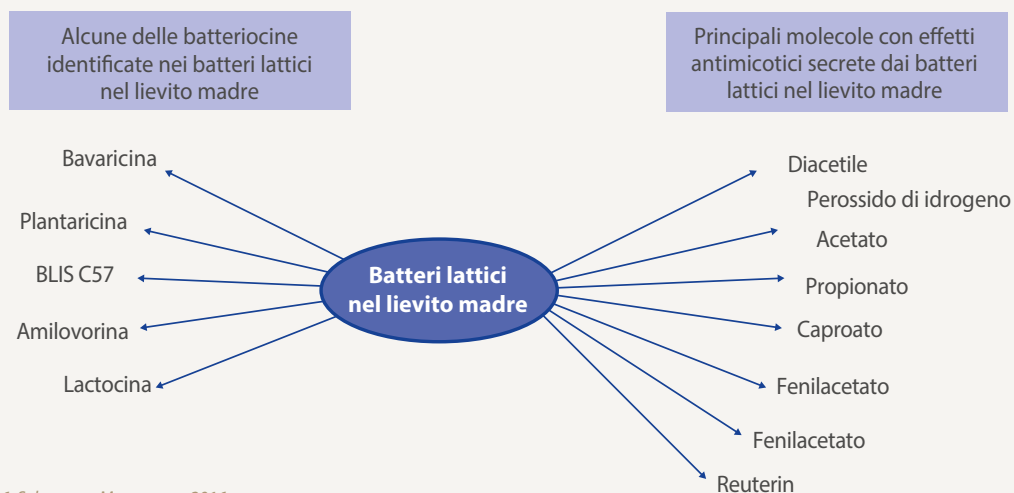 Alcune delle batteriocine
identificate nei batteri lattici
nel lievito madre
Principali molecole con effetti
antimicotici secrete dai batteri
lattici nel lievito madre
Bavaricina
Plantaricina
BLIS C57
Amilovorina
Lactocina
Batteri lattici
nel lievito madre
Diacetile
Perossido di idrogeno
Acetato
Propionato
Caproato
Fenilacetato
Fenilacetato
Reuterin